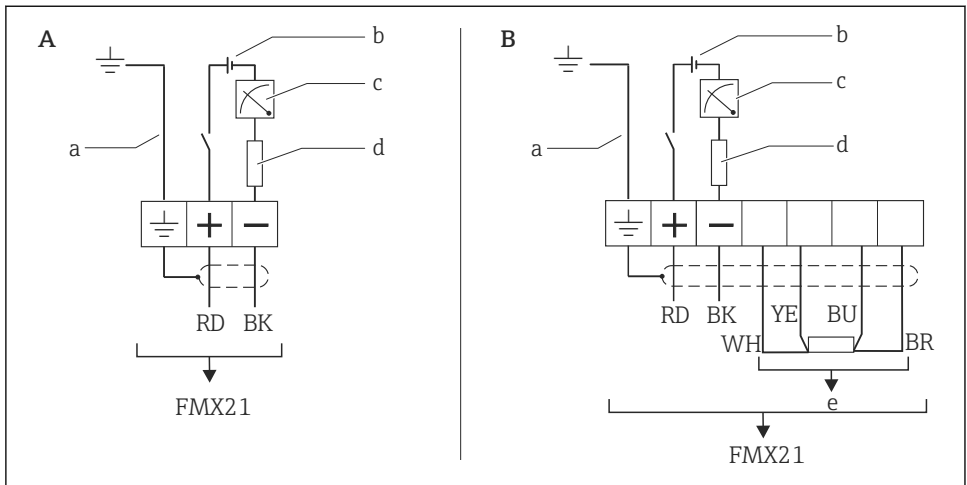 A
b
c
a
d
+ −
RD BK
FMX21
B
b
c
a
d
+ −
RD BK YE BU
WH BR
e
FMX21